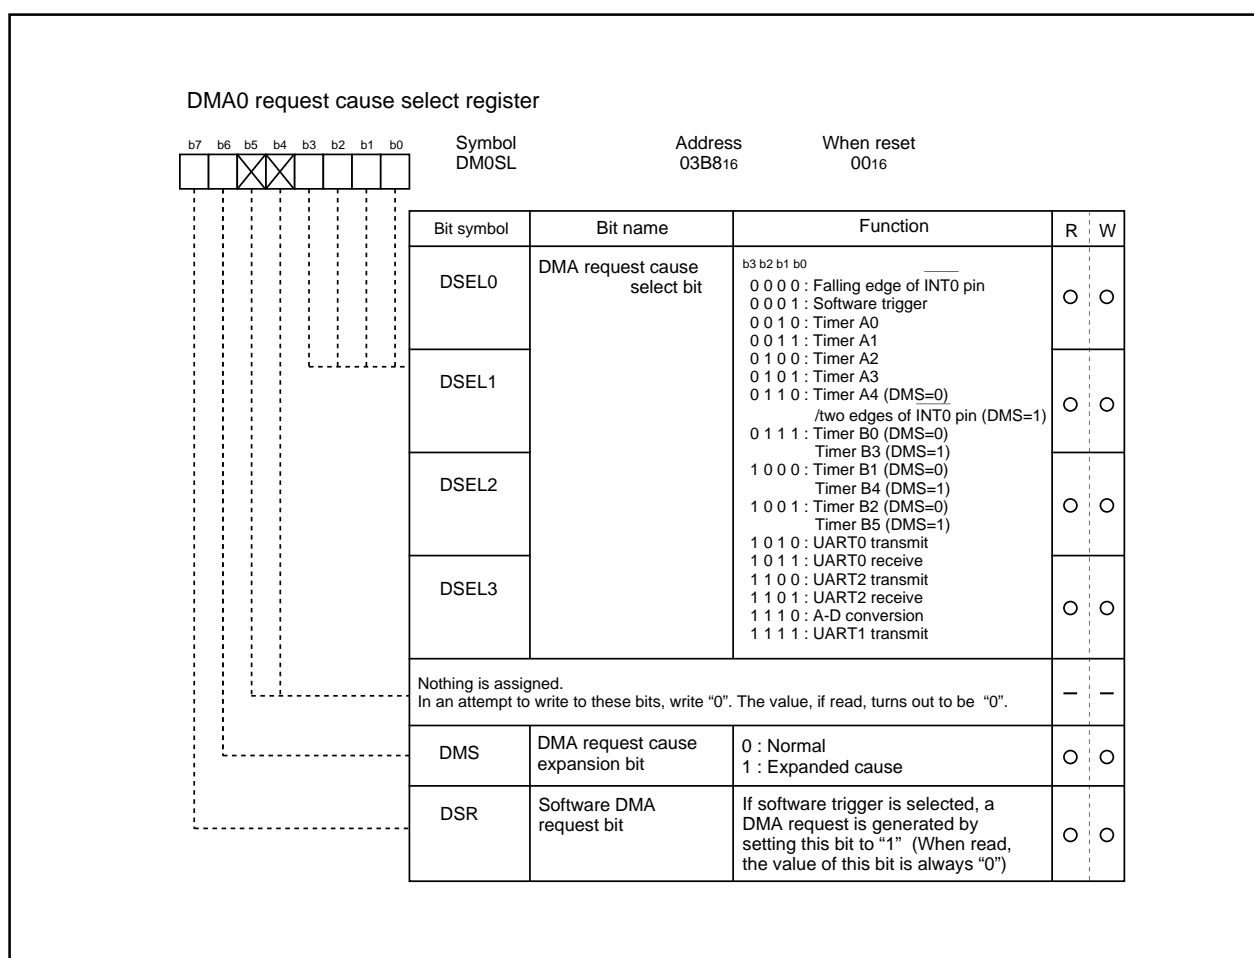 DMA0 request cause select register
b7 b6 b5 b4 b3 b2 b1 b0
Symbol Address When reset
DM0SL 03B816 0016
Bit symbol Bit name Function R W
DSEL0
DMA request cause
select bit
b3 b2 b1 b0
0 0 0 0 : Falling edge of INT0 pin
0 0 0 1 : Software trigger
0 0 1 0 : Timer A0
0 0 1 1 : Timer A1
0 1 0 0 : Timer A2
0 1 0 1 : Timer A3
0 1 1 0 : Timer A4 (DMS=0)
/two edges of INT0 pin (DMS=1)
0 1 1 1 : Timer B0 (DMS=0)
Timer B3 (DMS=1)
1 0 0 0 : Timer B1 (DMS=0)
Timer B4 (DMS=1)
1 0 0 1 : Timer B2 (DMS=0)
Timer B5 (DMS=1)
1 0 1 0 : UART0 transmit
1 0 1 1 : UART0 receive
1 1 0 0 : UART2 transmit
1 1 0 1 : UART2 receive
1 1 1 0 : A-D conversion
1 1 1 1 : UART1 transmit
DSEL1
DSEL2
DSEL3
Nothing is assigned.
In an attempt to write to these bits, write “0”. The value, if read, turns out to be “0”.
DMS
DMA request cause
expansion bit
0 : Normal
1 : Expanded cause
DSR
Software DMA
request bit
If software trigger is selected, a
DMA request is generated by
setting this bit to “1” (When read,
the value of this bit is always “0”)